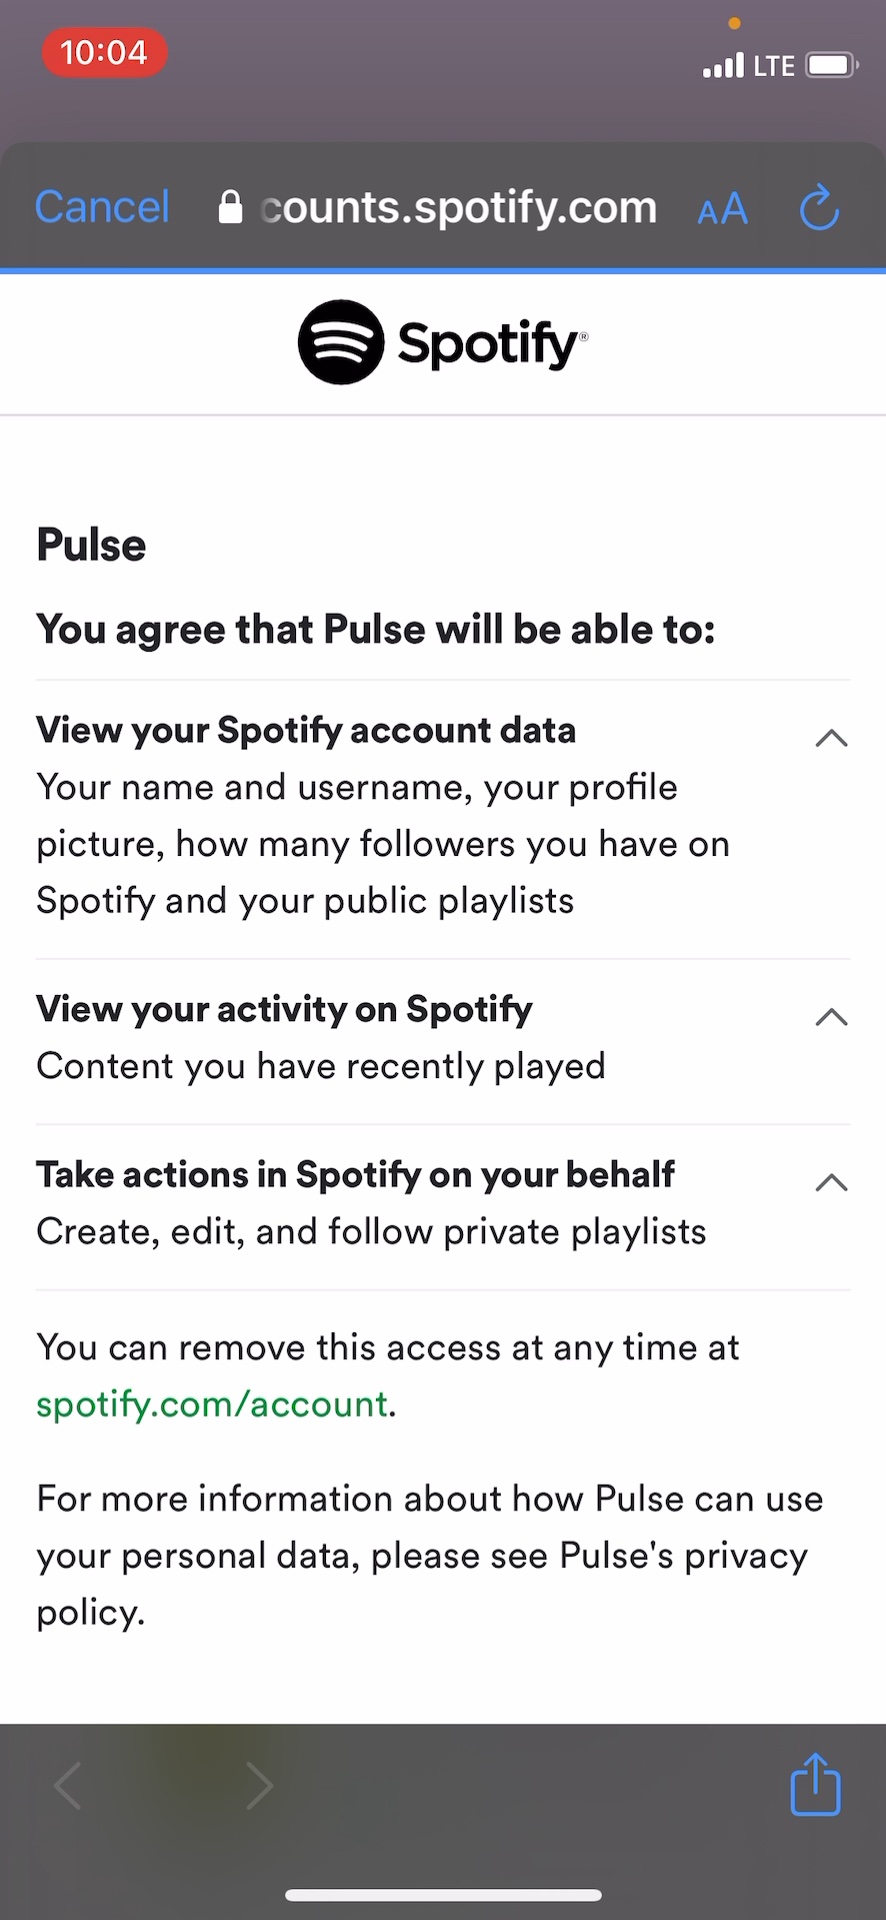 10:04
LTE
Cancel
counts.spotify.com
AA
Spotify®
Pulse
You agree that Pulse will be able to:
View your Spotify account data
Your name and username, your profile
picture, how many followers you have on
Spotify and your public playlists
View your activity on Spotify
Content you have recently played
Take actions in Spotify on your behalf
Create, edit, and follow private playlists
You can remove this access at any time at
spotify.com/account.
For more information about how Pulse can use
your personal data, please see Pulse's privacy
policy.